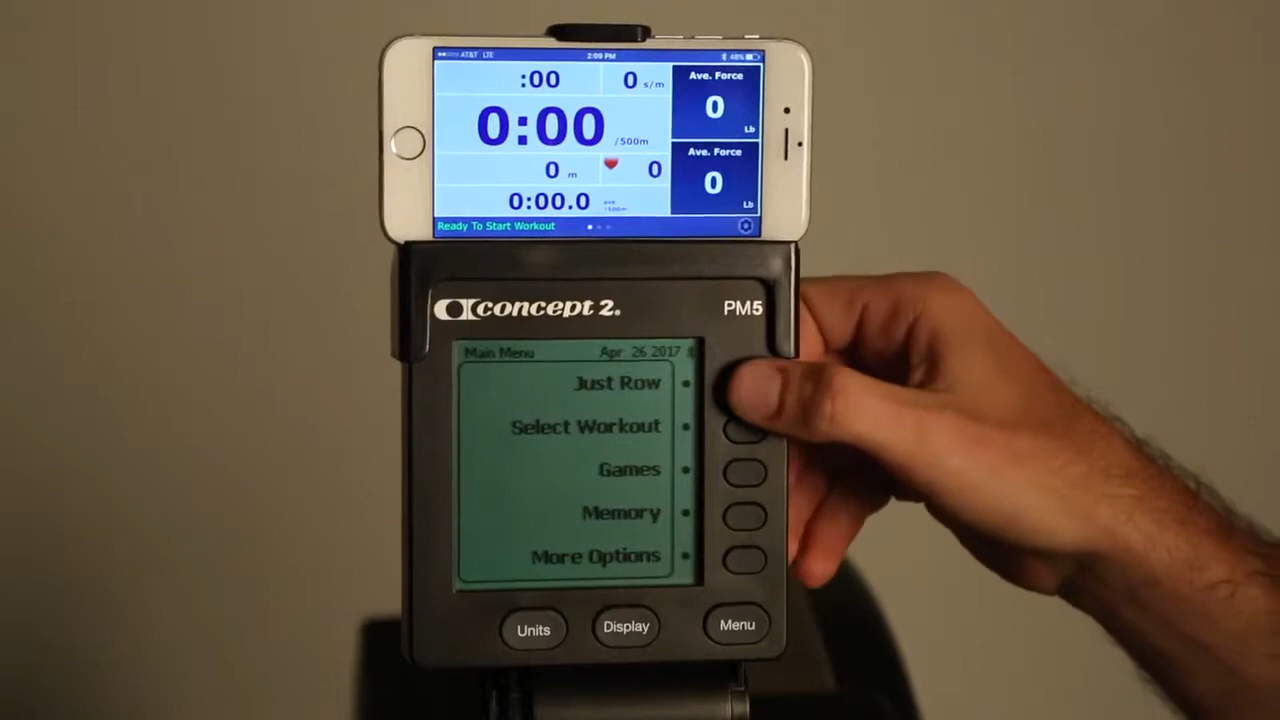 AT&T LTE 2:09 PM 48%
:00 0 s/m
0:00 /500m
0 m 0
0:00.0 ave /500m
Ave. Force
0
Lb
Ave. Force
0
Lb
Ready To Start Workout
concept 2. PM5
Main Menu Apr 26 2017
Just Row
Select Workout
Games
Memory
More Options
Units Display Menu